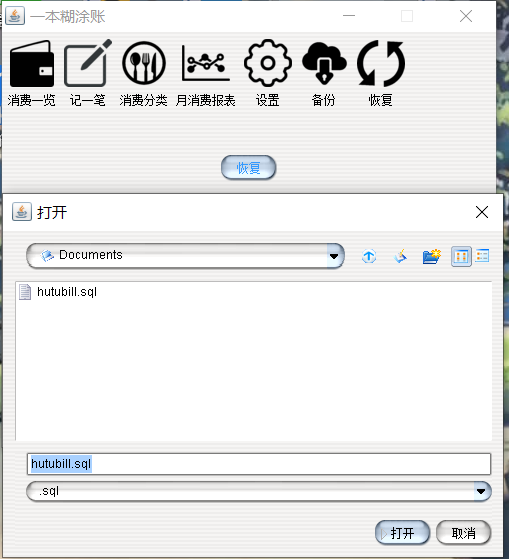 一本糊涂账
消费一览 记一笔 消费分类 月消费报表 设置 备份 恢复
恢复
打开
Documents
hutubill.sql
hutubill.sql
.sql
打开 取消